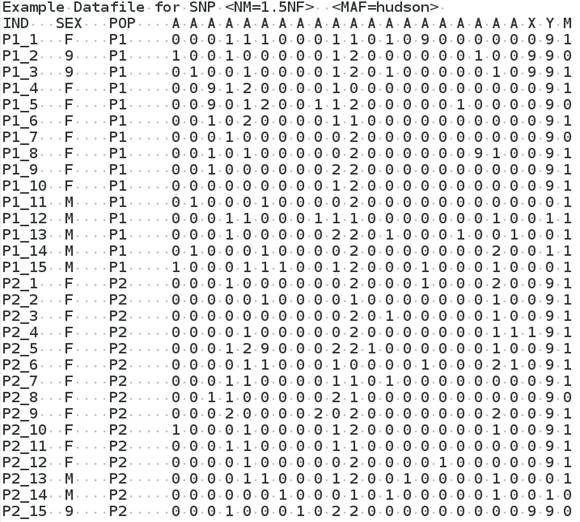 Example Datafile for SNP <NM=1.5NF> <MAF=hudson>
IND SEX POP A A A A A A A A A A A A A A A A A A A A X Y M
P1_1 F P1 0 0 0 1 1 1 0 0 0 1 1 0 1 0 9 0 0 0 0 0 0 9 1
P1_2 9 P1 1 0 0 1 0 0 0 0 0 1 2 0 0 0 0 0 0 1 0 0 9 9 0
P1_3 9 P1 0 1 0 0 1 0 0 0 0 1 2 0 0 0 0 0 0 0 1 0 9 9 1
P1_4 F P1 0 0 9 1 2 0 0 0 0 1 0 0 0 0 0 0 0 0 0 0 0 9 1
P1_5 F P1 0 0 9 0 1 2 0 0 1 1 2 0 0 0 0 0 1 0 0 0 0 9 0
P1_6 F P1 0 0 1 0 2 0 0 0 0 1 1 0 0 0 0 0 0 0 0 0 0 9 1
P1_7 F P1 0 0 0 1 0 0 0 0 0 0 2 0 0 0 0 0 0 0 0 0 0 9 0
P1_8 F P1 0 0 1 0 1 0 0 0 0 0 2 0 0 0 0 0 0 9 1 0 0 9 1
P1_9 F P1 0 0 1 0 0 0 0 0 0 2 2 0 0 0 0 0 0 0 0 0 0 9 1
P1_10 F P1 0 0 0 0 0 0 0 0 0 1 2 0 0 0 0 0 0 0 0 0 0 9 1
P1_11 M P1 0 1 0 0 0 1 0 0 0 0 2 0 0 0 0 0 0 0 0 0 0 0 1
P1_12 M P1 0 0 0 1 1 0 0 0 1 1 1 0 0 0 0 0 0 0 0 0 0 1 1
P1_13 M P1 0 0 0 1 0 0 0 0 0 2 2 0 1 0 0 0 1 0 0 1 0 0 1
P1_14 M P1 0 1 0 0 0 1 0 0 0 0 2 0 0 0 0 0 0 0 2 0 0 1 1
P1_15 M P1 1 0 0 0 1 1 1 0 0 1 2 0 0 0 1 0 0 0 1 0 0 0 1
P2_1 F P2 0 0 0 1 0 0 0 0 0 0 2 0 0 0 1 0 0 0 2 0 0 9 1
P2_2 F P2 0 0 0 0 0 1 0 0 0 1 2 0 0 0 0 0 0 0 1 0 0 9 1
P2_3 F P2 0 0 0 0 0 0 0 0 0 0 2 0 1 0 0 0 0 0 0 0 0 9 1
P2_4 F P2 0 0 0 0 1 0 0 0 0 0 2 0 0 0 0 0 0 0 1 1 1 9 1
P2_5 F P2 0 0 0 1 2 9 0 0 0 2 2 1 0 0 0 0 0 0 1 0 0 9 1
P2_6 F P2 0 0 0 0 1 1 0 0 0 1 0 0 0 0 1 0 0 0 2 1 0 9 1
P2_7 F P2 0 0 0 1 1 0 0 0 0 1 1 0 1 0 0 0 0 0 0 0 0 9 1
P2_8 F P2 0 0 1 1 0 0 0 0 0 2 1 0 0 0 0 0 0 0 0 0 0 9 0
P2_9 F P2 0 0 0 2 0 0 0 0 2 0 2 0 0 0 0 0 0 0 2 0 0 9 1
P2_10 F P2 1 0 0 0 1 0 0 0 0 1 2 0 0 0 0 0 0 0 0 0 0 9 1
P2_11 F P2 0 0 0 1 1 0 0 0 0 1 1 0 0 0 0 0 0 0 0 0 0 9 1
P2_12 F P2 0 0 0 0 1 0 0 0 0 0 2 0 0 0 0 1 0 0 0 0 0 9 1
P2_13 M P2 0 0 0 0 1 1 0 0 0 1 2 0 0 1 0 0 0 0 1 0 0 0 1
P2_14 M P2 0 0 0 0 0 0 1 0 0 0 1 0 1 0 0 0 0 0 0 0 0 1 0
P2_15 9 P2 0 0 0 1 0 0 0 1 0 2 2 0 0 0 0 0 0 0 0 0 9 9 0